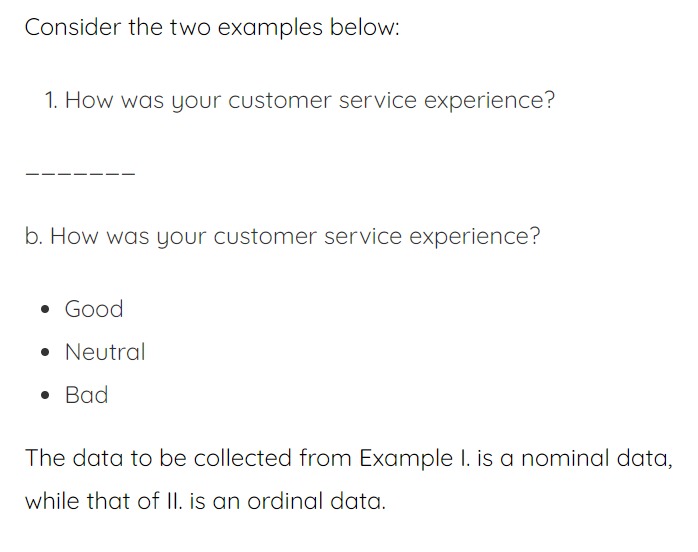 Consider the two examples below:
1. How was your customer service experience?
_______
b. How was your customer service experience?
• Good
• Neutral
• Bad
The data to be collected from Example I. is a nominal data,
while that of II. is an ordinal data.